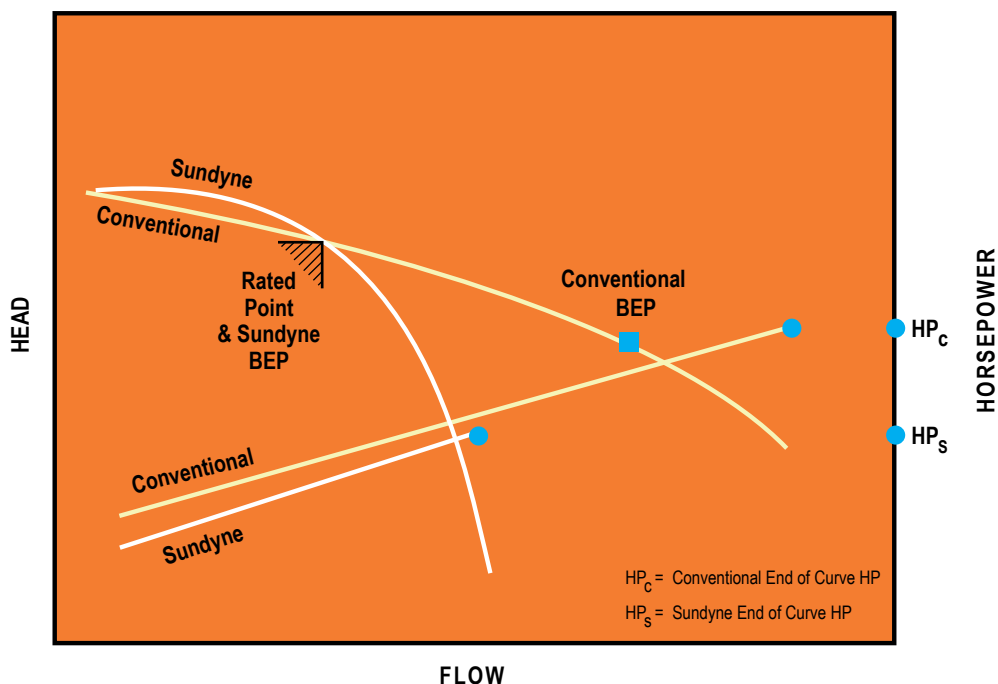 Sundyne
Conventional
Rated
Point
& Sundyne
BEP
Conventional
BEP
HEAD
HORSEPOWER
HPC
HPS
Conventional
Sundyne
HPC = Conventional End of Curve HP
HPS = Sundyne End of Curve HP
FLOW